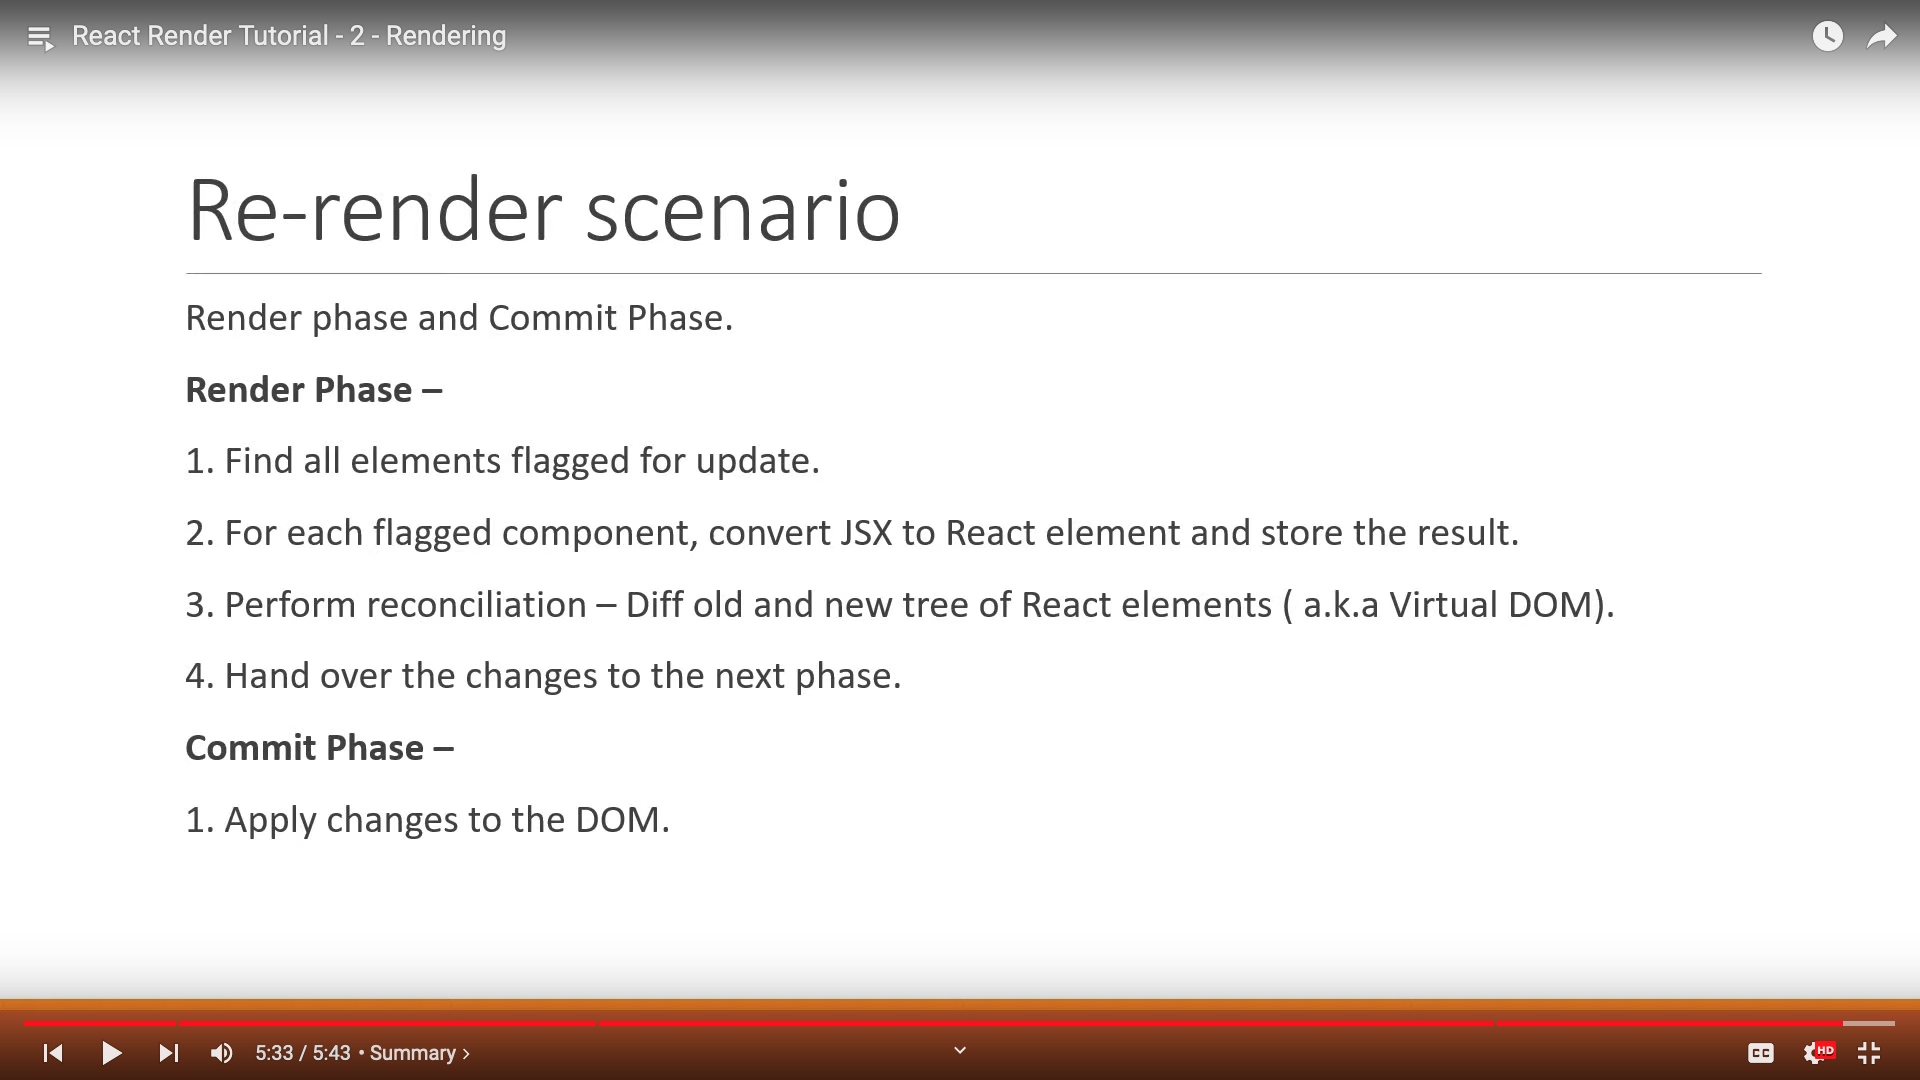 React Render Tutorial - 2 - Rendering
Re-render scenario
Render phase and Commit Phase.
Render Phase –
1. Find all elements flagged for update.
2. For each flagged component, convert JSX to React element and store the result.
3. Perform reconciliation – Diff old and new tree of React elements ( a.k.a Virtual DOM).
4. Hand over the changes to the next phase.
Commit Phase –
1. Apply changes to the DOM.
5:33 / 5:43 • Summary ›
CC
HD